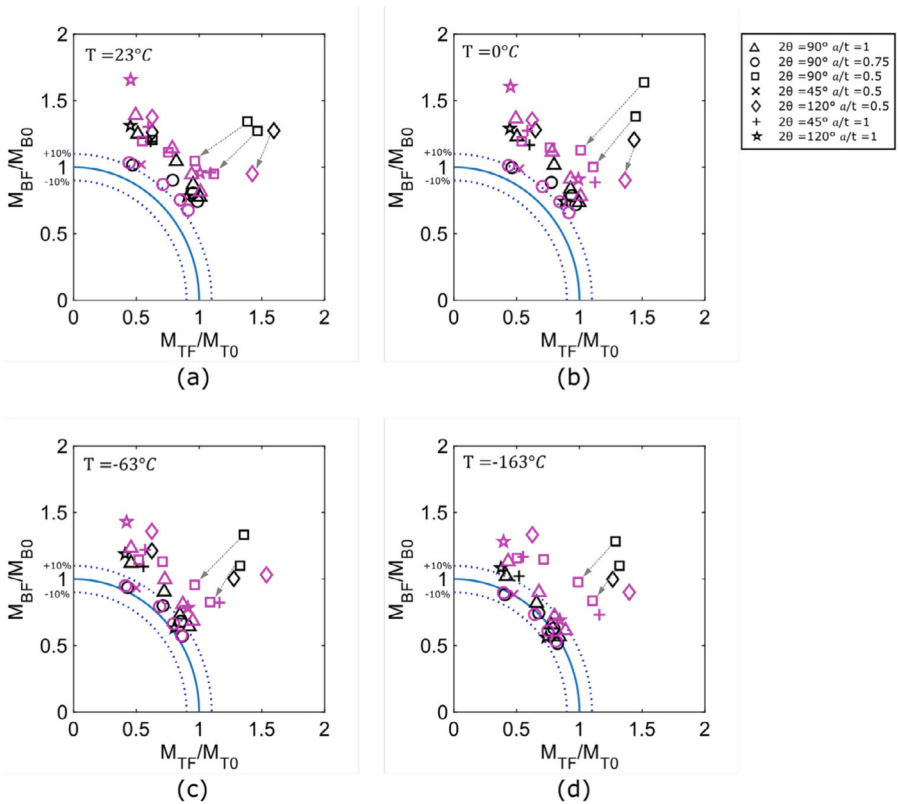 2
T =23°C
1.5
M_BF/M_B0
+10%
1
-10%
0.5
0
0.5
1
1.5
2
M_TF/M_T0
(a)
2
T =0°C
1.5
M_BF/M_B0
+10%
1
-10%
0.5
0
0.5
1
1.5
2
M_TF/M_T0
(b)
2θ =90° a/t =1
2θ =90° a/t =0.75
2θ =90° a/t =0.5
2θ =45° a/t =0.5
2θ =120° a/t =0.5
2θ =45° a/t =1
2θ =120° a/t =1
2
T =-63°C
1.5
M_BF/M_B0
+10%
1
-10%
0.5
0
0.5
1
1.5
2
M_TF/M_T0
(c)
2
T =-163°C
1.5
M_BF/M_B0
+10%
1
-10%
0.5
0
0.5
1
1.5
2
M_TF/M_T0
(d)